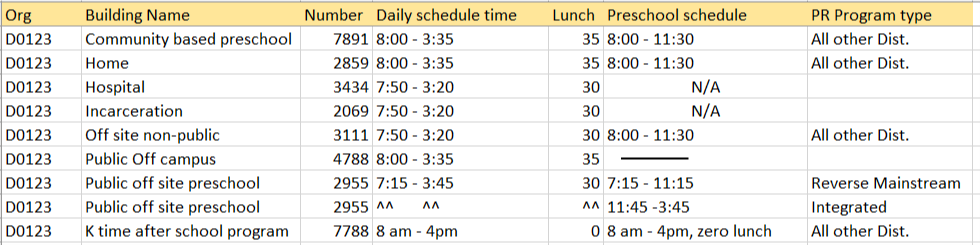 Org Building Name Number Daily schedule time Lunch Preschool schedule PR Program type
D0123 Community based preschool 7891 8:00 - 3:35 35 8:00 - 11:30 All other Dist.
D0123 Home 2859 8:00 - 3:35 35 8:00 - 11:30 All other Dist.
D0123 Hospital 3434 7:50 - 3:20 30 N/A
D0123 Incarceration 2069 7:50 - 3:20 30 N/A
D0123 Off site non-public 3111 7:50 - 3:20 30 8:00 - 11:30 All other Dist.
D0123 Public Off campus 4788 8:00 - 3:35 35
D0123 Public off site preschool 2955 7:15 - 3:45 30 7:15 - 11:15 Reverse Mainstream
D0123 Public off site preschool 2955 ^^ ^^ ^^ 11:45 -3:45 Integrated
D0123 K time after school program 7788 8 am - 4pm 0 8 am - 4pm, zero lunch All other Dist.